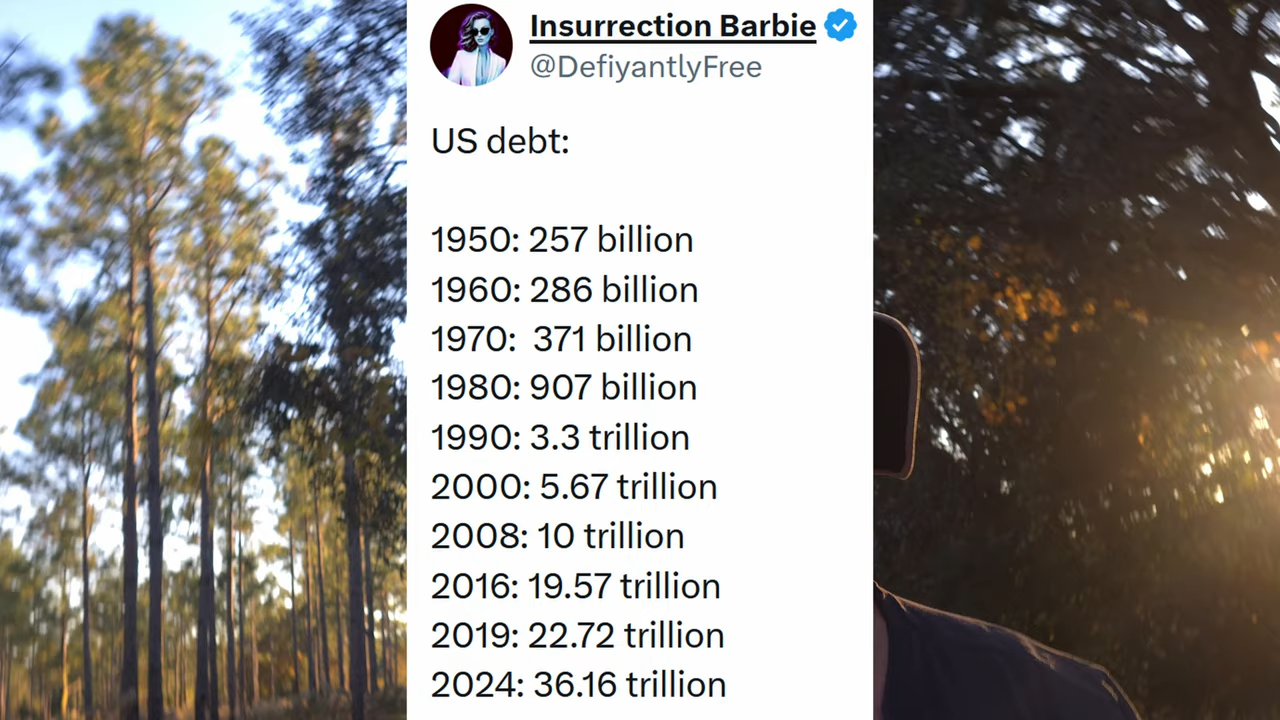 Insurrection Barbie
@DefiyantlyFree
US debt:
1950: 257 billion
1960: 286 billion
1970: 371 billion
1980: 907 billion
1990: 3.3 trillion
2000: 5.67 trillion
2008: 10 trillion
2016: 19.57 trillion
2019: 22.72 trillion
2024: 36.16 trillion